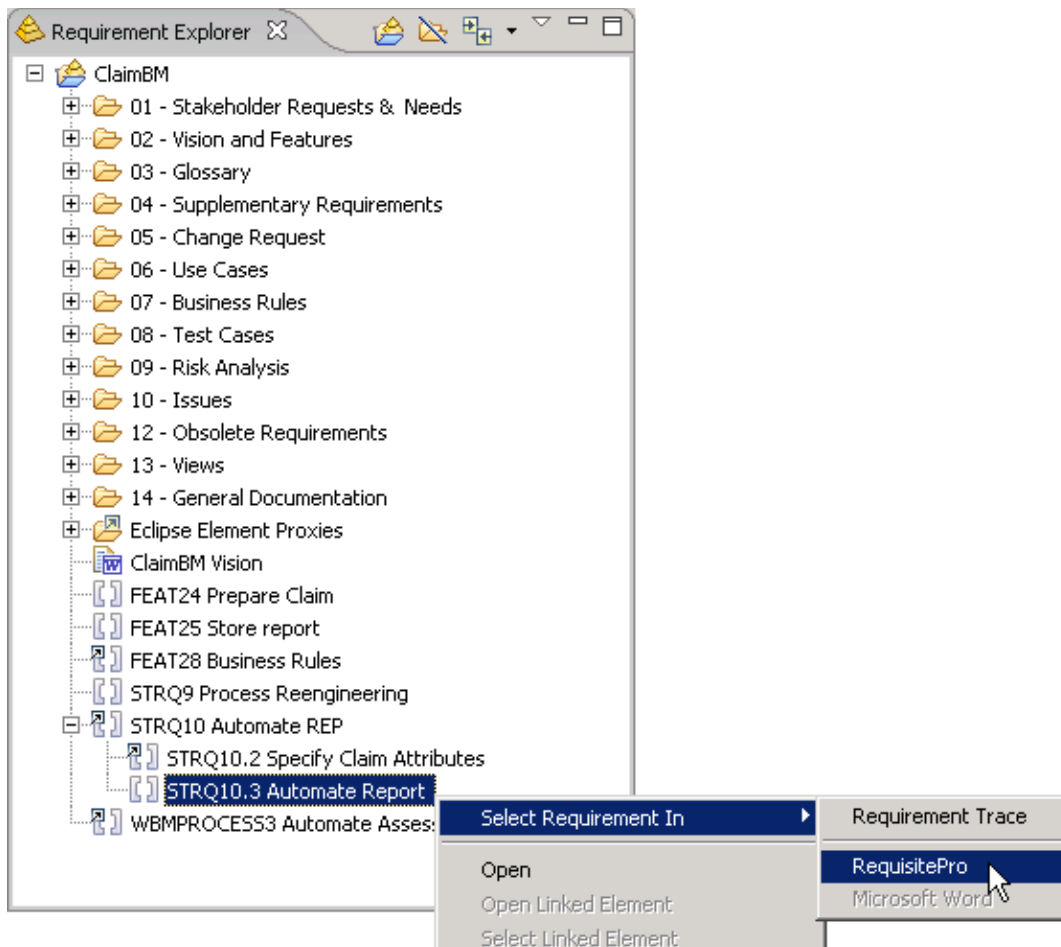 Requirement Explorer
ClaimBM
01 - Stakeholder Requests & Needs
02 - Vision and Features
03 - Glossary
04 - Supplementary Requirements
05 - Change Request
06 - Use Cases
07 - Business Rules
08 - Test Cases
09 - Risk Analysis
10 - Issues
12 - Obsolete Requirements
13 - Views
14 - General Documentation
Eclipse Element Proxies
ClaimBM Vision
FEAT24 Prepare Claim
FEAT25 Store report
FEAT28 Business Rules
STRQ9 Process Reengineering
STRQ10 Automate REP
STRQ10.2 Specify Claim Attributes
STRQ10.3 Automate Report
WBMPROCESS3 Automate Asses
Select Requirement In
Requirement Trace
Open
RequisitePro
Open Linked Element
Microsoft Word
Select Linked Element